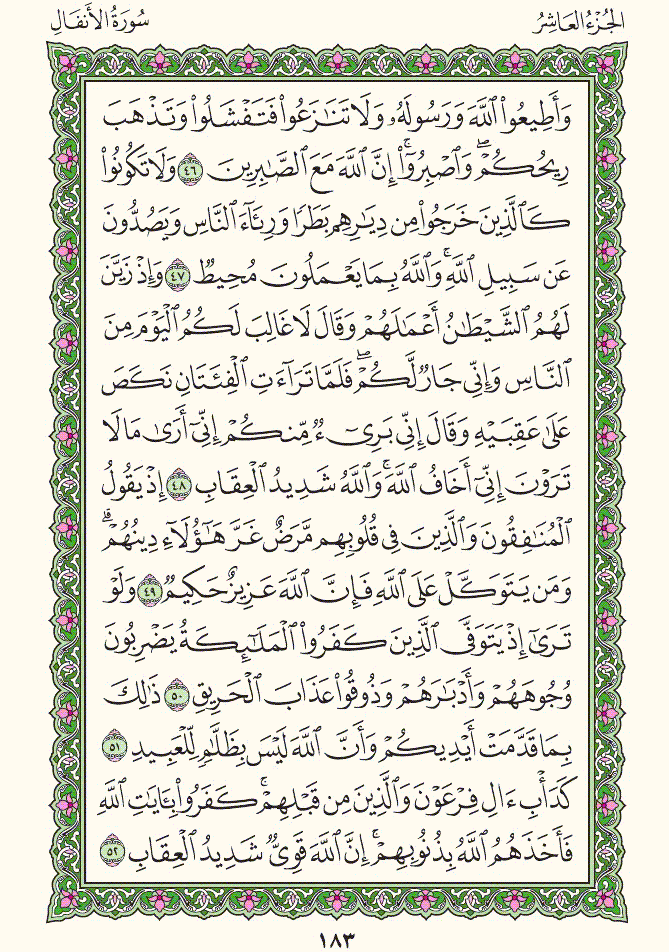 الجُزْءُ العَاشِرُ
سُورَةُ الأَنفَالِ
وَأَطِيعُوا۟ ٱللَّهَ وَرَسُولَهُۥ وَلَا تَنَٰزَعُوا۟ فَتَفْشَلُوا۟ وَتَذْهَبَ
رِيحُكُمْ ۖ وَٱصْبِرُوٓا۟ ۚ إِنَّ ٱللَّهَ مَعَ ٱلصَّٰبِرِينَ ٤٦ وَلَا تَكُونُوا۟
كَٱلَّذِينَ خَرَجُوا۟ مِن دِيَٰرِهِم بَطَرًا وَرِئَآءَ ٱلنَّاسِ وَيَصُدُّونَ
عَن سَبِيلِ ٱللَّهِ ۚ وَٱللَّهُ بِمَا يَعْمَلُونَ مُحِيطٌ ٤٧ وَإِذْ زَيَّنَ
لَهُمُ ٱلشَّيْطَٰنُ أَعْمَٰلَهُمْ وَقَالَ لَا غَالِبَ لَكُمُ ٱلْيَوْمَ مِنَ
ٱلنَّاسِ وَإِنِّى جَارٌ لَّكُمْ ۖ فَلَمَّا تَرَآءَتِ ٱلْفِئَتَانِ نَكَصَ
عَلَىٰ عَقِبَيْهِ وَقَالَ إِنِّى بَرِىٓءٌ مِّنكُمْ إِنِّىٓ أَرَىٰ مَا لَا
تَرَوْنَ إِنِّىٓ أَخَافُ ٱللَّهَ ۚ وَٱللَّهُ شَدِيدُ ٱلْعِقَابِ ٤٨ إِذْ يَقُولُ
ٱلْمُنَٰفِقُونَ وَٱلَّذِينَ فِى قُلُوبِهِم مَّرَضٌ غَرَّ هَٰٓؤُلَآءِ دِينُهُمْ ۗ
وَمَن يَتَوَكَّلْ عَلَى ٱللَّهِ فَإِنَّ ٱللَّهَ عَزِيزٌ حَكِيمٌ ٤٩ وَلَوْ
تَرَىٰٓ إِذْ يَتَوَفَّى ٱلَّذِينَ كَفَرُوا۟ ٱلْمَلَٰٓئِكَةُ يَضْرِبُونَ
وُجُوهَهُمْ وَأَدْبَٰرَهُمْ وَذُوقُوا۟ عَذَابَ ٱلْحَرِيقِ ٥٠ ذَٰلِكَ
بِمَا قَدَّمَتْ أَيْدِيكُمْ وَأَنَّ ٱللَّهَ لَيْسَ بِظَلَّٰمٍ لِّلْعَبِيدِ ٥١
كَدَأْبِ ءَالِ فِرْعَوْنَ وَٱلَّذِينَ مِن قَبْلِهِمْ ۚ كَفَرُوا۟ بِـَٔايَٰتِ ٱللَّهِ
فَأَخَذَهُمُ ٱللَّهُ بِذُنُوبِهِمْ ۗ إِنَّ ٱللَّهَ قَوِىٌّ شَدِيدُ ٱلْعِقَابِ ٥٢
١٨٣